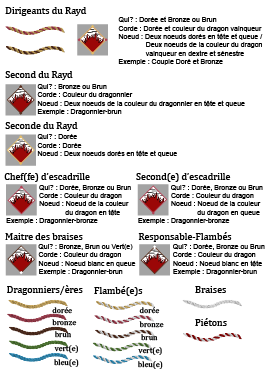 Dirigeants du Rayd
Qui? : Dorée et Bronze ou Brun
Corde : Dorée et couleur du dragon vainqueur
Noeud : Deux noeuds dorés en tête et queue /
Deux noeuds de la couleur du dragon
vainqueur en dextre et sénestre
Exemple : Couple Doré et Bronze
Second du Rayd
Qui? : Bronze ou Brun
Corde : Couleur du dragonnier
Noeud : Deux noeuds de la couleur du dragonnier en tête et queue
Exemple : Dragonnier-brun
Seconde du Rayd
Qui? : Dorée
Corde : Dorée
Noeud : Deux noeuds dorés en tête et queue
Chef(fe) d'escadrille
Qui? : Dorée, Bronze ou Brun
Corde : Couleur du dragon
Noeud : Noeud de la couleur
du dragon en tête
Exemple : Dragonnier-bronze
Second(e) d'escadrille
Qui? : Dorée, Bronze ou Brun
Corde : Couleur du dragon
Noeud : Noeud de la couleur
du dragon en queue
Exemple : Dragonnier-bronze
Maitre des braises
Qui? : Bronze, Brun ou Vert(e)
Corde : Couleur du dragon
Noeud : Noeud blanc en queue
Exemple : Dragonnier-brun
Responsable-Flambés
Qui? : Dorée, Bronze ou Brun
Corde : Couleur du dragon
Noeud : Noeud blanc en tête
Exemple : Dragonnier-brun
Dragonniers/ères
dorée
bronze
brun
vert(e)
bleu(e)
Flambé(e)s
dorée
bronze
brun
vert(e)
bleu(e)
Braises
Piétons